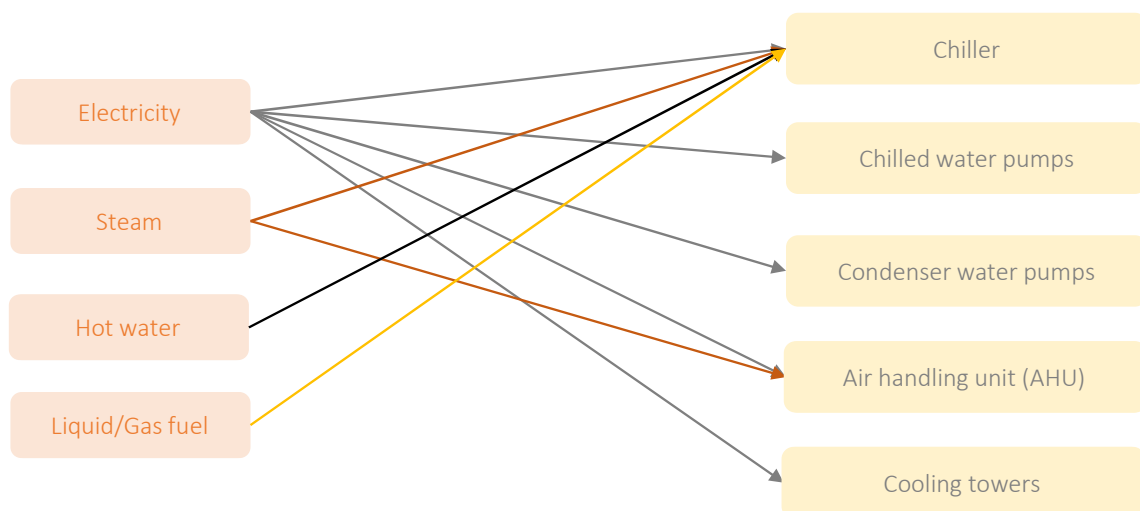 Electricity
Steam
Hot water
Liquid/Gas fuel
Chiller
Chilled water pumps
Condenser water pumps
Air handling unit (AHU)
Cooling towers